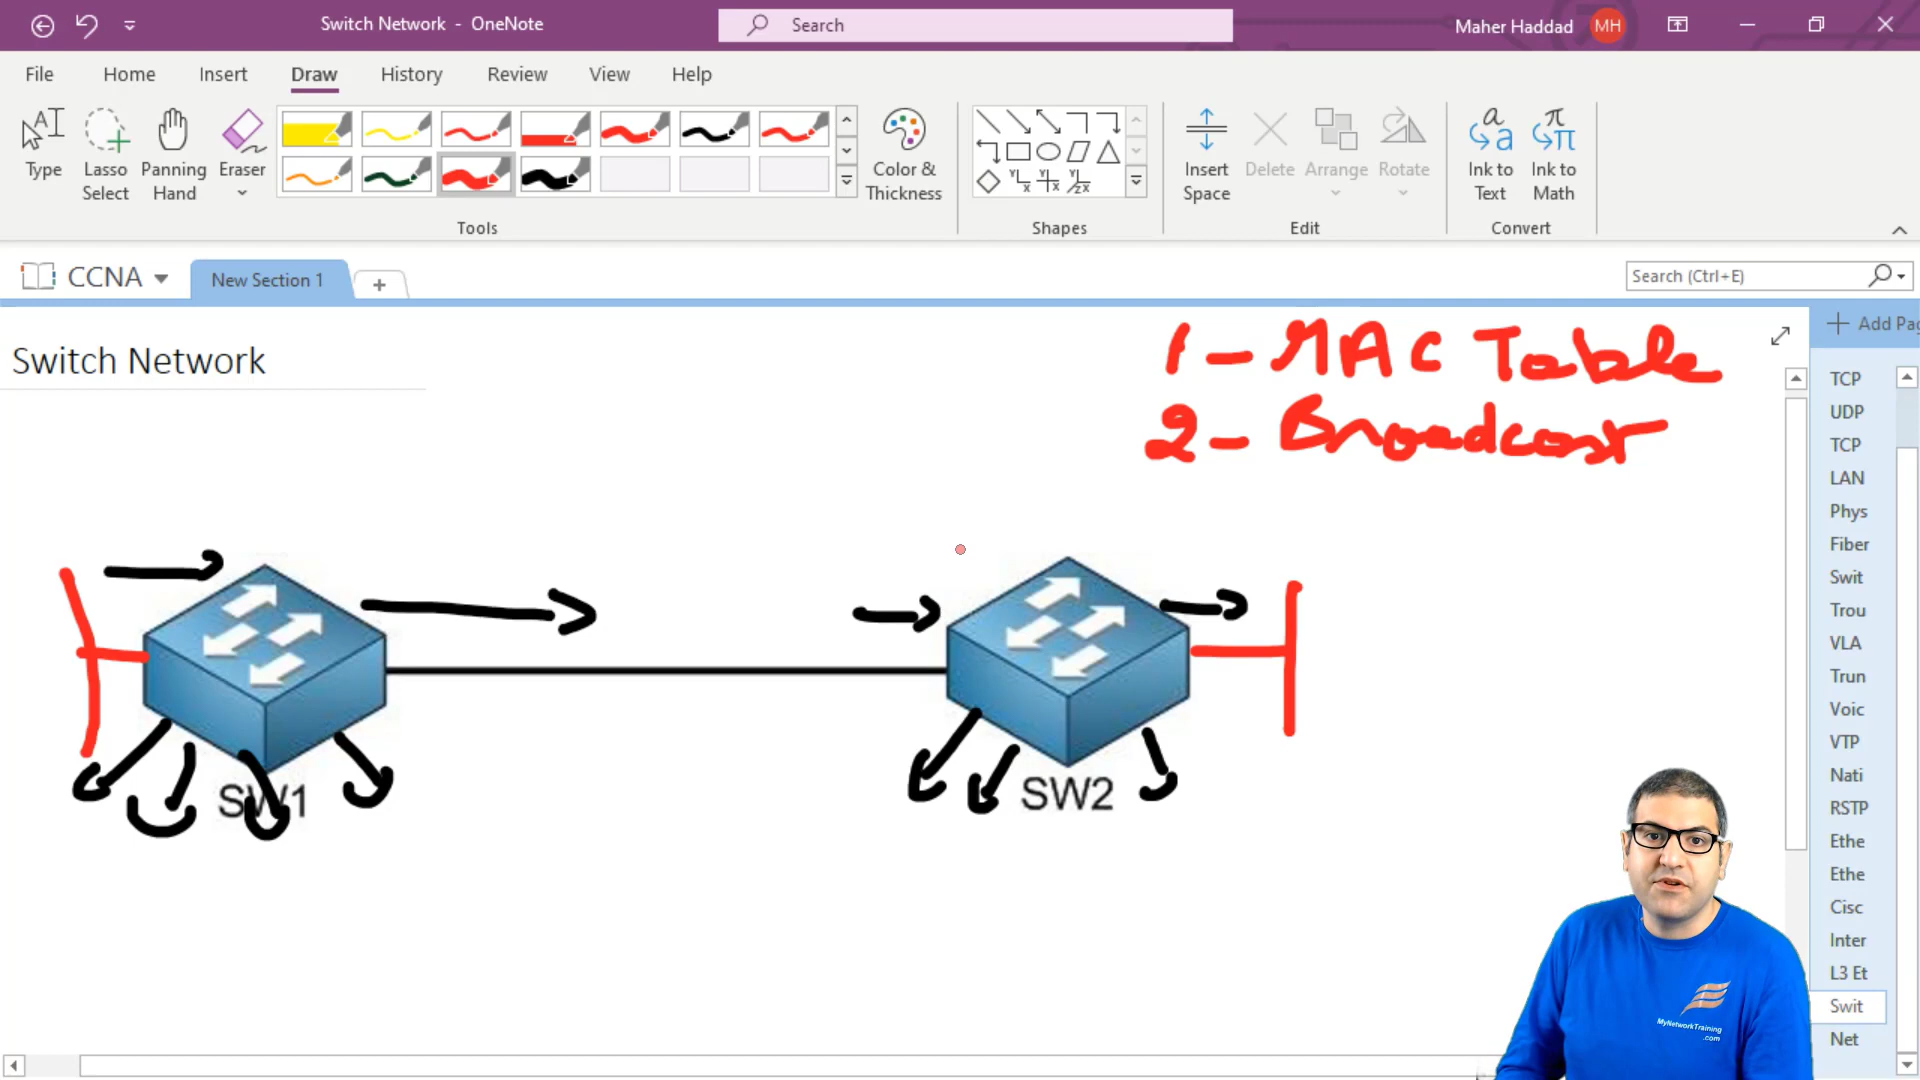 Switch Network - OneNote
Search
Maher Haddad MH
File Home Insert Draw History Review View Help
Type
Lasso Select
Panning Hand
Eraser
Color & Thickness
Insert Space
Delete
Arrange
Rotate
a a
π π
Ink to Text
Ink to Math
Tools Shapes Edit Convert
CCNA
New Section 1
+
Search (Ctrl+E)
Switch Network
1 - MAC Table
2 - Broadcast
SW1
SW2
MyNetworkTraining
.com
Add Pag
TCP
UDP
TCP
LAN
Phys
Fiber
Swit
Trou
VLA
Trun
Voic
VTP
Nati
RSTP
Ethe
Ethe
Cisc
Inter
L3 Et
Swit
Net